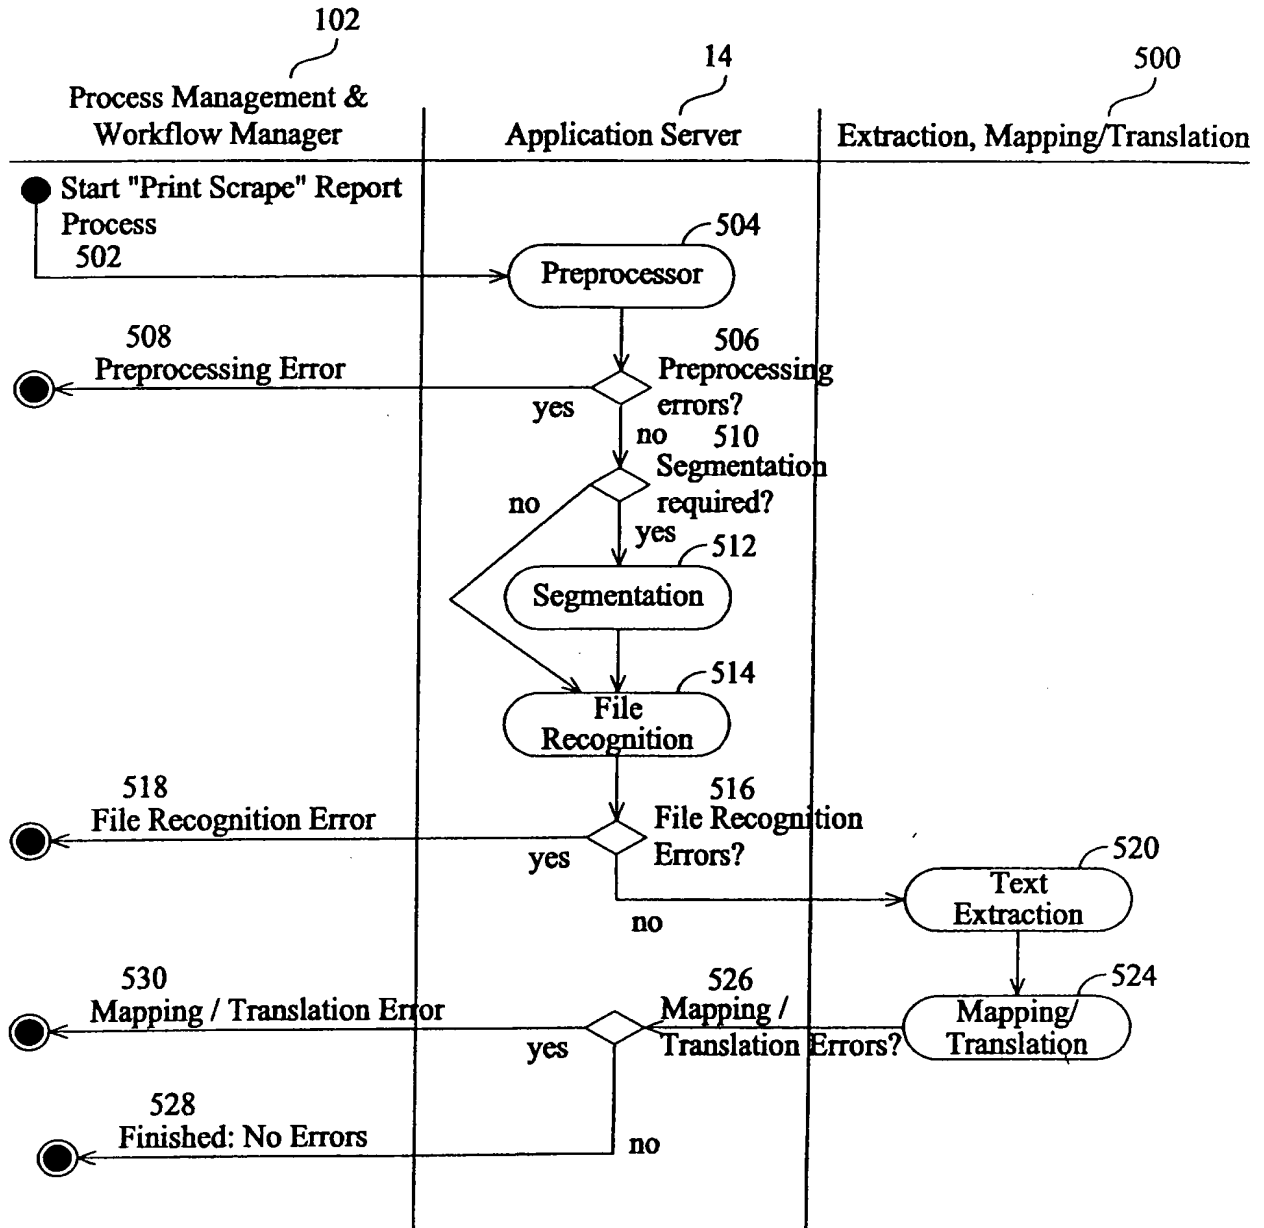 102
Process Management &
Workflow Manager
14
Application Server
500
Extraction, Mapping/Translation
Start "Print Scrape" Report
Process
502
504
Preprocessor
508
Preprocessing Error
506
Preprocessing
errors?
yes
no
510
Segmentation
required?
no
yes
512
Segmentation
514
File
Recognition
518
File Recognition Error
516
File Recognition
Errors?
yes
no
520
Text
Extraction
530
Mapping / Translation Error
526
Mapping /
Translation Errors?
524
Mapping/
Translation
yes
528
Finished: No Errors
no